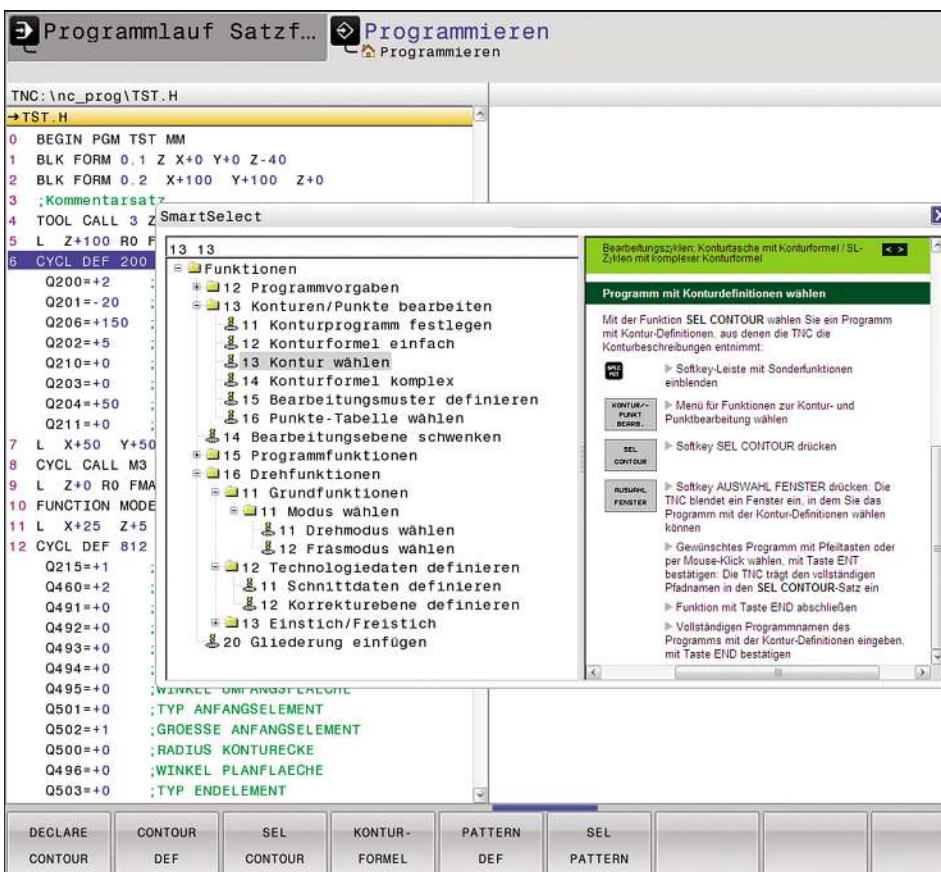 Programmlauf Satzf...
Programmieren
Programmieren
TNC:\nc_prog\TST.H
→TST.H
0 BEGIN PGM TST MM
1 BLK FORM 0.1 Z X+0 Y+0 Z-40
2 BLK FORM 0.2 X+100 Y+100 Z+0
3 ;Kommentarsatz
4 TOOL CALL 3 Z
5 L Z+100 R0 F
6 CYCL DEF 200
Q200=+2 ;
Q201=-20 ;
Q206=+150 ;
Q202=+5 ;
Q210=+0 ;
Q203=+0 ;
Q204=+50 ;
Q211=+0 ;
7 L X+50 Y+50
8 CYCL CALL M3
9 L Z+0 R0 FMA
10 FUNCTION MODE
11 L X+25 Z+5
12 CYCL DEF 812
Q215=+1 ;
Q460=+2 ;
Q491=+0 ;
Q492=+0 ;
Q493=+0 ;
Q494=+0 ;
Q495=+0 ;WINKEL UMFANGSFLAECHE
Q501=+0 ;TYP ANFANGSELEMENT
Q502=+1 ;GROESSE ANFANGSELEMENT
Q500=+0 ;RADIUS KONTURECKE
Q496=+0 ;WINKEL PLANFLAECHE
Q503=+0 ;TYP ENDELEMENT
SmartSelect
13 13
Funktionen
12 Programmvorgaben
13 Konturen/Punkte bearbeiten
11 Konturprogramm festlegen
12 Konturformel einfach
13 Kontur wählen
14 Konturformel komplex
15 Bearbeitungsmuster definieren
16 Punkte-Tabelle wählen
14 Bearbeitungsebene schwenken
15 Programmfunktionen
16 Drehfunktionen
11 Grundfunktionen
11 Modus wählen
11 Drehmodus wählen
12 Fräsmodus wählen
12 Technologiedaten definieren
11 Schnittdaten definieren
12 Korrekturebene definieren
13 Einstich/Freistich
20 Gliederung einfügen
Bearbeitungszyklen: Konturtasche mit Konturformel / SL-
Zyklen mit komplexer Konturformel
< >
Programm mit Konturdefinitionen wählen
Mit der Funktion SEL CONTOUR wählen Sie ein Programm
mit Kontur-Definitionen, aus denen die TNC die
Konturbeschreibungen entnimmt:
SPEC
FCT
Softkey-Leiste mit Sonderfunktionen
einblenden
KONTUR/-
PUNKT
BEARB.
Menü für Funktionen zur Kontur- und
Punktbearbeitung wählen
SEL
CONTOUR
Softkey SEL CONTOUR drücken
AUSWAHL
FENSTER
Softkey AUSWAHL FENSTER drücken: Die
TNC blendet ein Fenster ein, in dem Sie das
Programm mit der Kontur-Definitionen wählen
können
Gewünschtes Programm mit Pfeiltasten oder
per Mouse-Klick wählen, mit Taste ENT
bestätigen: Die TNC trägt den vollständigen
Pfadnamen in den SEL CONTOUR-Satz ein
Funktion mit Taste END abschließen
Vollständigen Programmnamen des
Programms mit der Kontur-Definitionen eingeben,
mit Taste END bestätigen
DECLARE
CONTOUR
CONTOUR
DEF
SEL
CONTOUR
KONTUR-
FORMEL
PATTERN
DEF
SEL
PATTERN